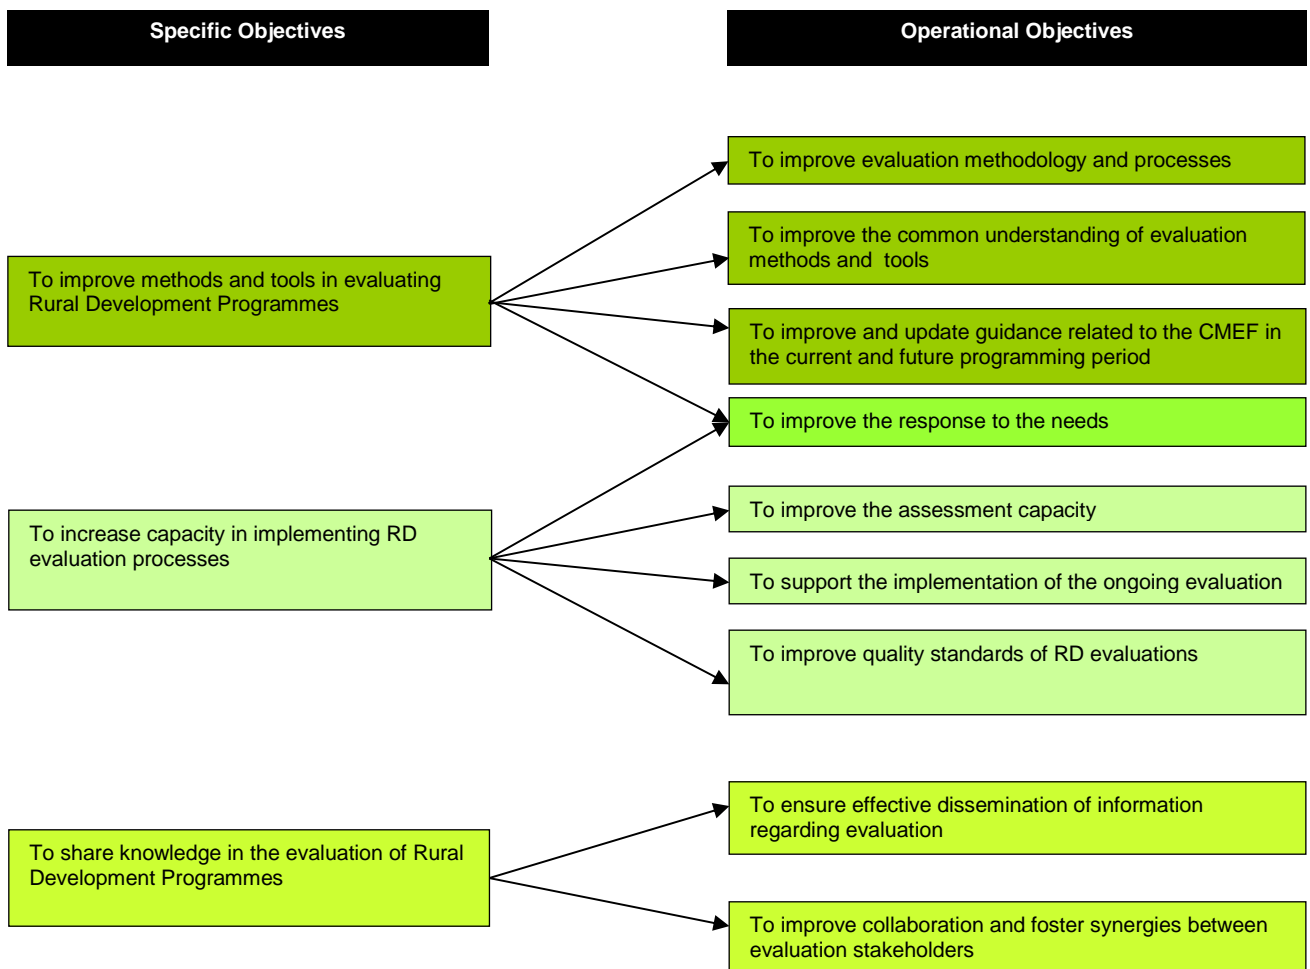 Specific Objectives
Operational Objectives
To improve evaluation methodology and processes
To improve the common understanding of evaluation
methods and tools
To improve methods and tools in evaluating
Rural Development Programmes
To improve and update guidance related to the CMEF in
the current and future programming period
To improve the response to the needs
To improve the assessment capacity
To increase capacity in implementing RD
evaluation processes
To support the implementation of the ongoing evaluation
To improve quality standards of RD evaluations
To ensure effective dissemination of information
regarding evaluation
To share knowledge in the evaluation of Rural
Development Programmes
To improve collaboration and foster synergies between
evaluation stakeholders